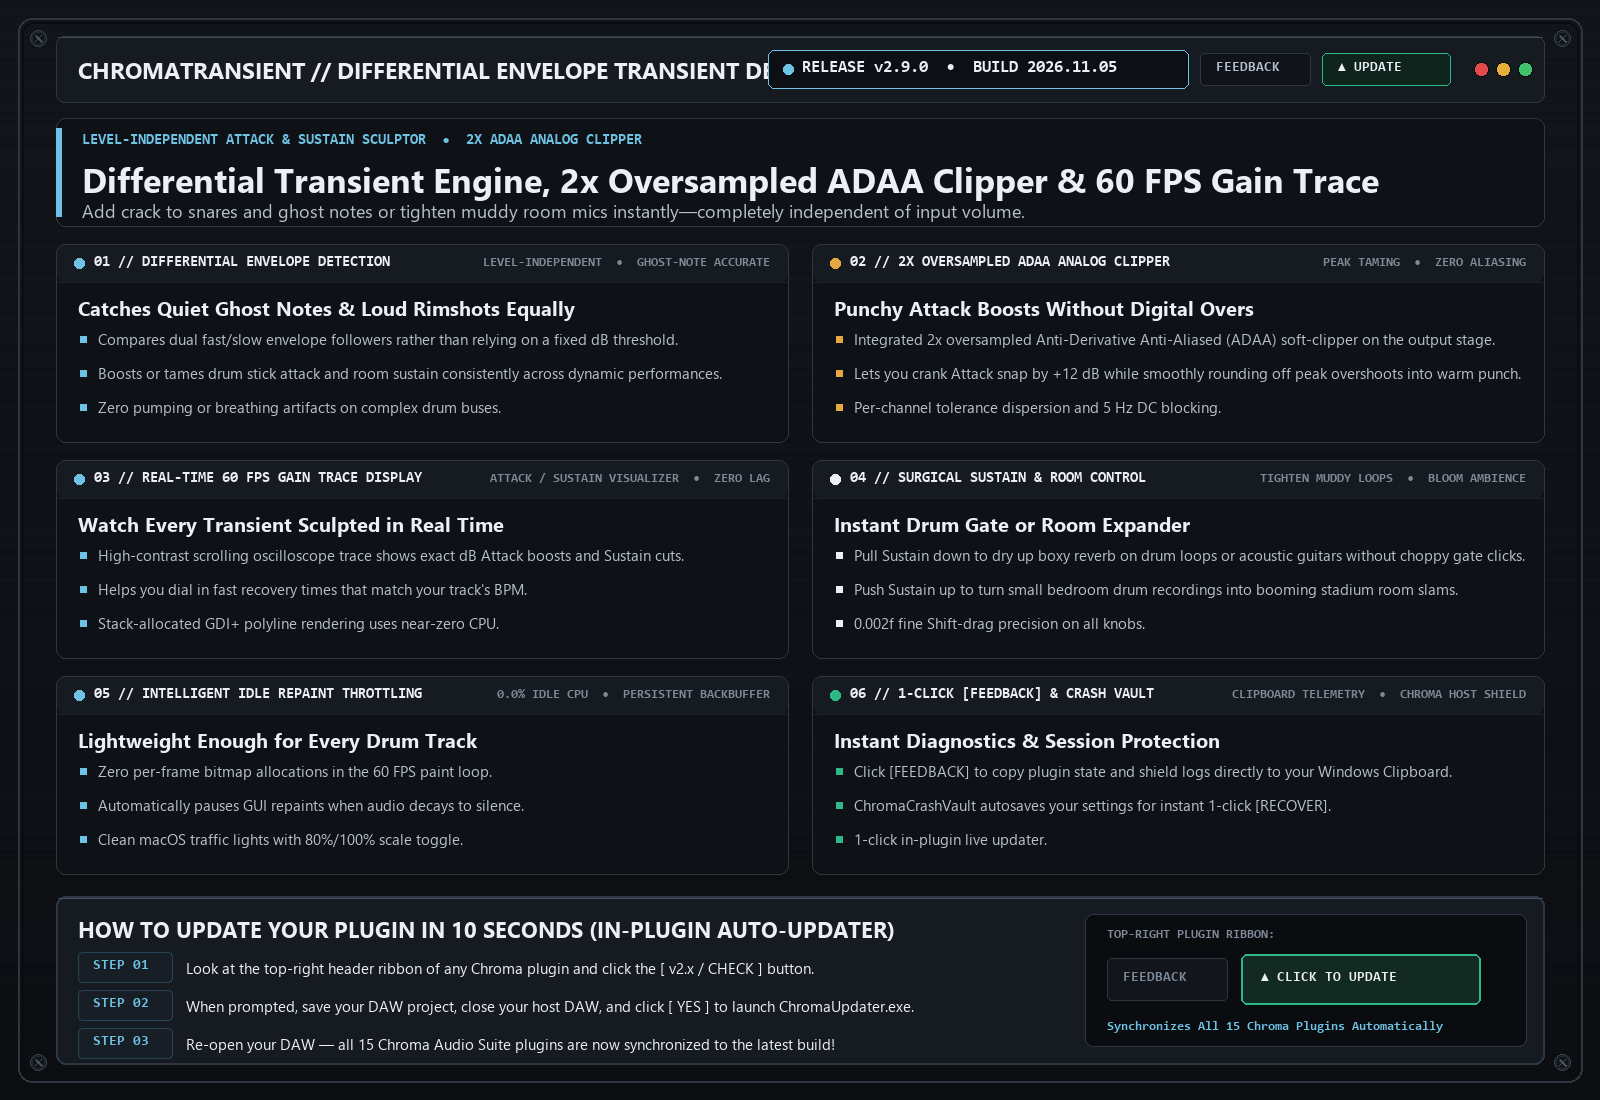 CHROMATRANSIENT // DIFFERENTIAL ENVELOPE TRANSIENT DE
RELEASE v2.9.0 • BUILD 2026.11.05
FEEDBACK
▲ UPDATE
LEVEL-INDEPENDENT ATTACK & SUSTAIN SCULPTOR • 2X ADAA ANALOG CLIPPER
Differential Transient Engine, 2x Oversampled ADAA Clipper & 60 FPS Gain Trace
Add crack to snares and ghost notes or tighten muddy room mics instantly—completely independent of input volume.
01 // DIFFERENTIAL ENVELOPE DETECTION
LEVEL-INDEPENDENT • GHOST-NOTE ACCURATE
Catches Quiet Ghost Notes & Loud Rimshots Equally
Compares dual fast/slow envelope followers rather than relying on a fixed dB threshold.
Boosts or tames drum stick attack and room sustain consistently across dynamic performances.
Zero pumping or breathing artifacts on complex drum buses.
02 // 2X OVERSAMPLED ADAA ANALOG CLIPPER
PEAK TAMING • ZERO ALIASING
Punchy Attack Boosts Without Digital Overs
Integrated 2x oversampled Anti-Derivative Anti-Aliased (ADAA) soft-clipper on the output stage.
Lets you crank Attack snap by +12 dB while smoothly rounding off peak overshoots into warm punch.
Per-channel tolerance dispersion and 5 Hz DC blocking.
03 // REAL-TIME 60 FPS GAIN TRACE DISPLAY
ATTACK / SUSTAIN VISUALIZER • ZERO LAG
Watch Every Transient Sculpted in Real Time
High-contrast scrolling oscilloscope trace shows exact dB Attack boosts and Sustain cuts.
Helps you dial in fast recovery times that match your track's BPM.
Stack-allocated GDI+ polyline rendering uses near-zero CPU.
04 // SURGICAL SUSTAIN & ROOM CONTROL
TIGHTEN MUDDY LOOPS • BLOOM AMBIENCE
Instant Drum Gate or Room Expander
Pull Sustain down to dry up boxy reverb on drum loops or acoustic guitars without choppy gate clicks.
Push Sustain up to turn small bedroom drum recordings into booming stadium room slams.
0.002f fine Shift-drag precision on all knobs.
05 // INTELLIGENT IDLE REPAINT THROTTLING
0.0% IDLE CPU • PERSISTENT BACKBUFFER
Lightweight Enough for Every Drum Track
Zero per-frame bitmap allocations in the 60 FPS paint loop.
Automatically pauses GUI repaints when audio decays to silence.
Clean macOS traffic lights with 80%/100% scale toggle.
06 // 1-CLICK [FEEDBACK] & CRASH VAULT
CLIPBOARD TELEMETRY • CHROMA HOST SHIELD
Instant Diagnostics & Session Protection
Click [FEEDBACK] to copy plugin state and shield logs directly to your Windows Clipboard.
ChromaCrashVault autosaves your settings for instant 1-click [RECOVER].
1-click in-plugin live updater.
HOW TO UPDATE YOUR PLUGIN IN 10 SECONDS (IN-PLUGIN AUTO-UPDATER)
STEP 01
Look at the top-right header ribbon of any Chroma plugin and click the [ v2.x / CHECK ] button.
STEP 02
When prompted, save your DAW project, close your host DAW, and click [ YES ] to launch ChromaUpdater.exe.
STEP 03
Re-open your DAW — all 15 Chroma Audio Suite plugins are now synchronized to the latest build!
TOP-RIGHT PLUGIN RIBBON:
FEEDBACK
▲ CLICK TO UPDATE
Synchronizes All 15 Chroma Plugins Automatically